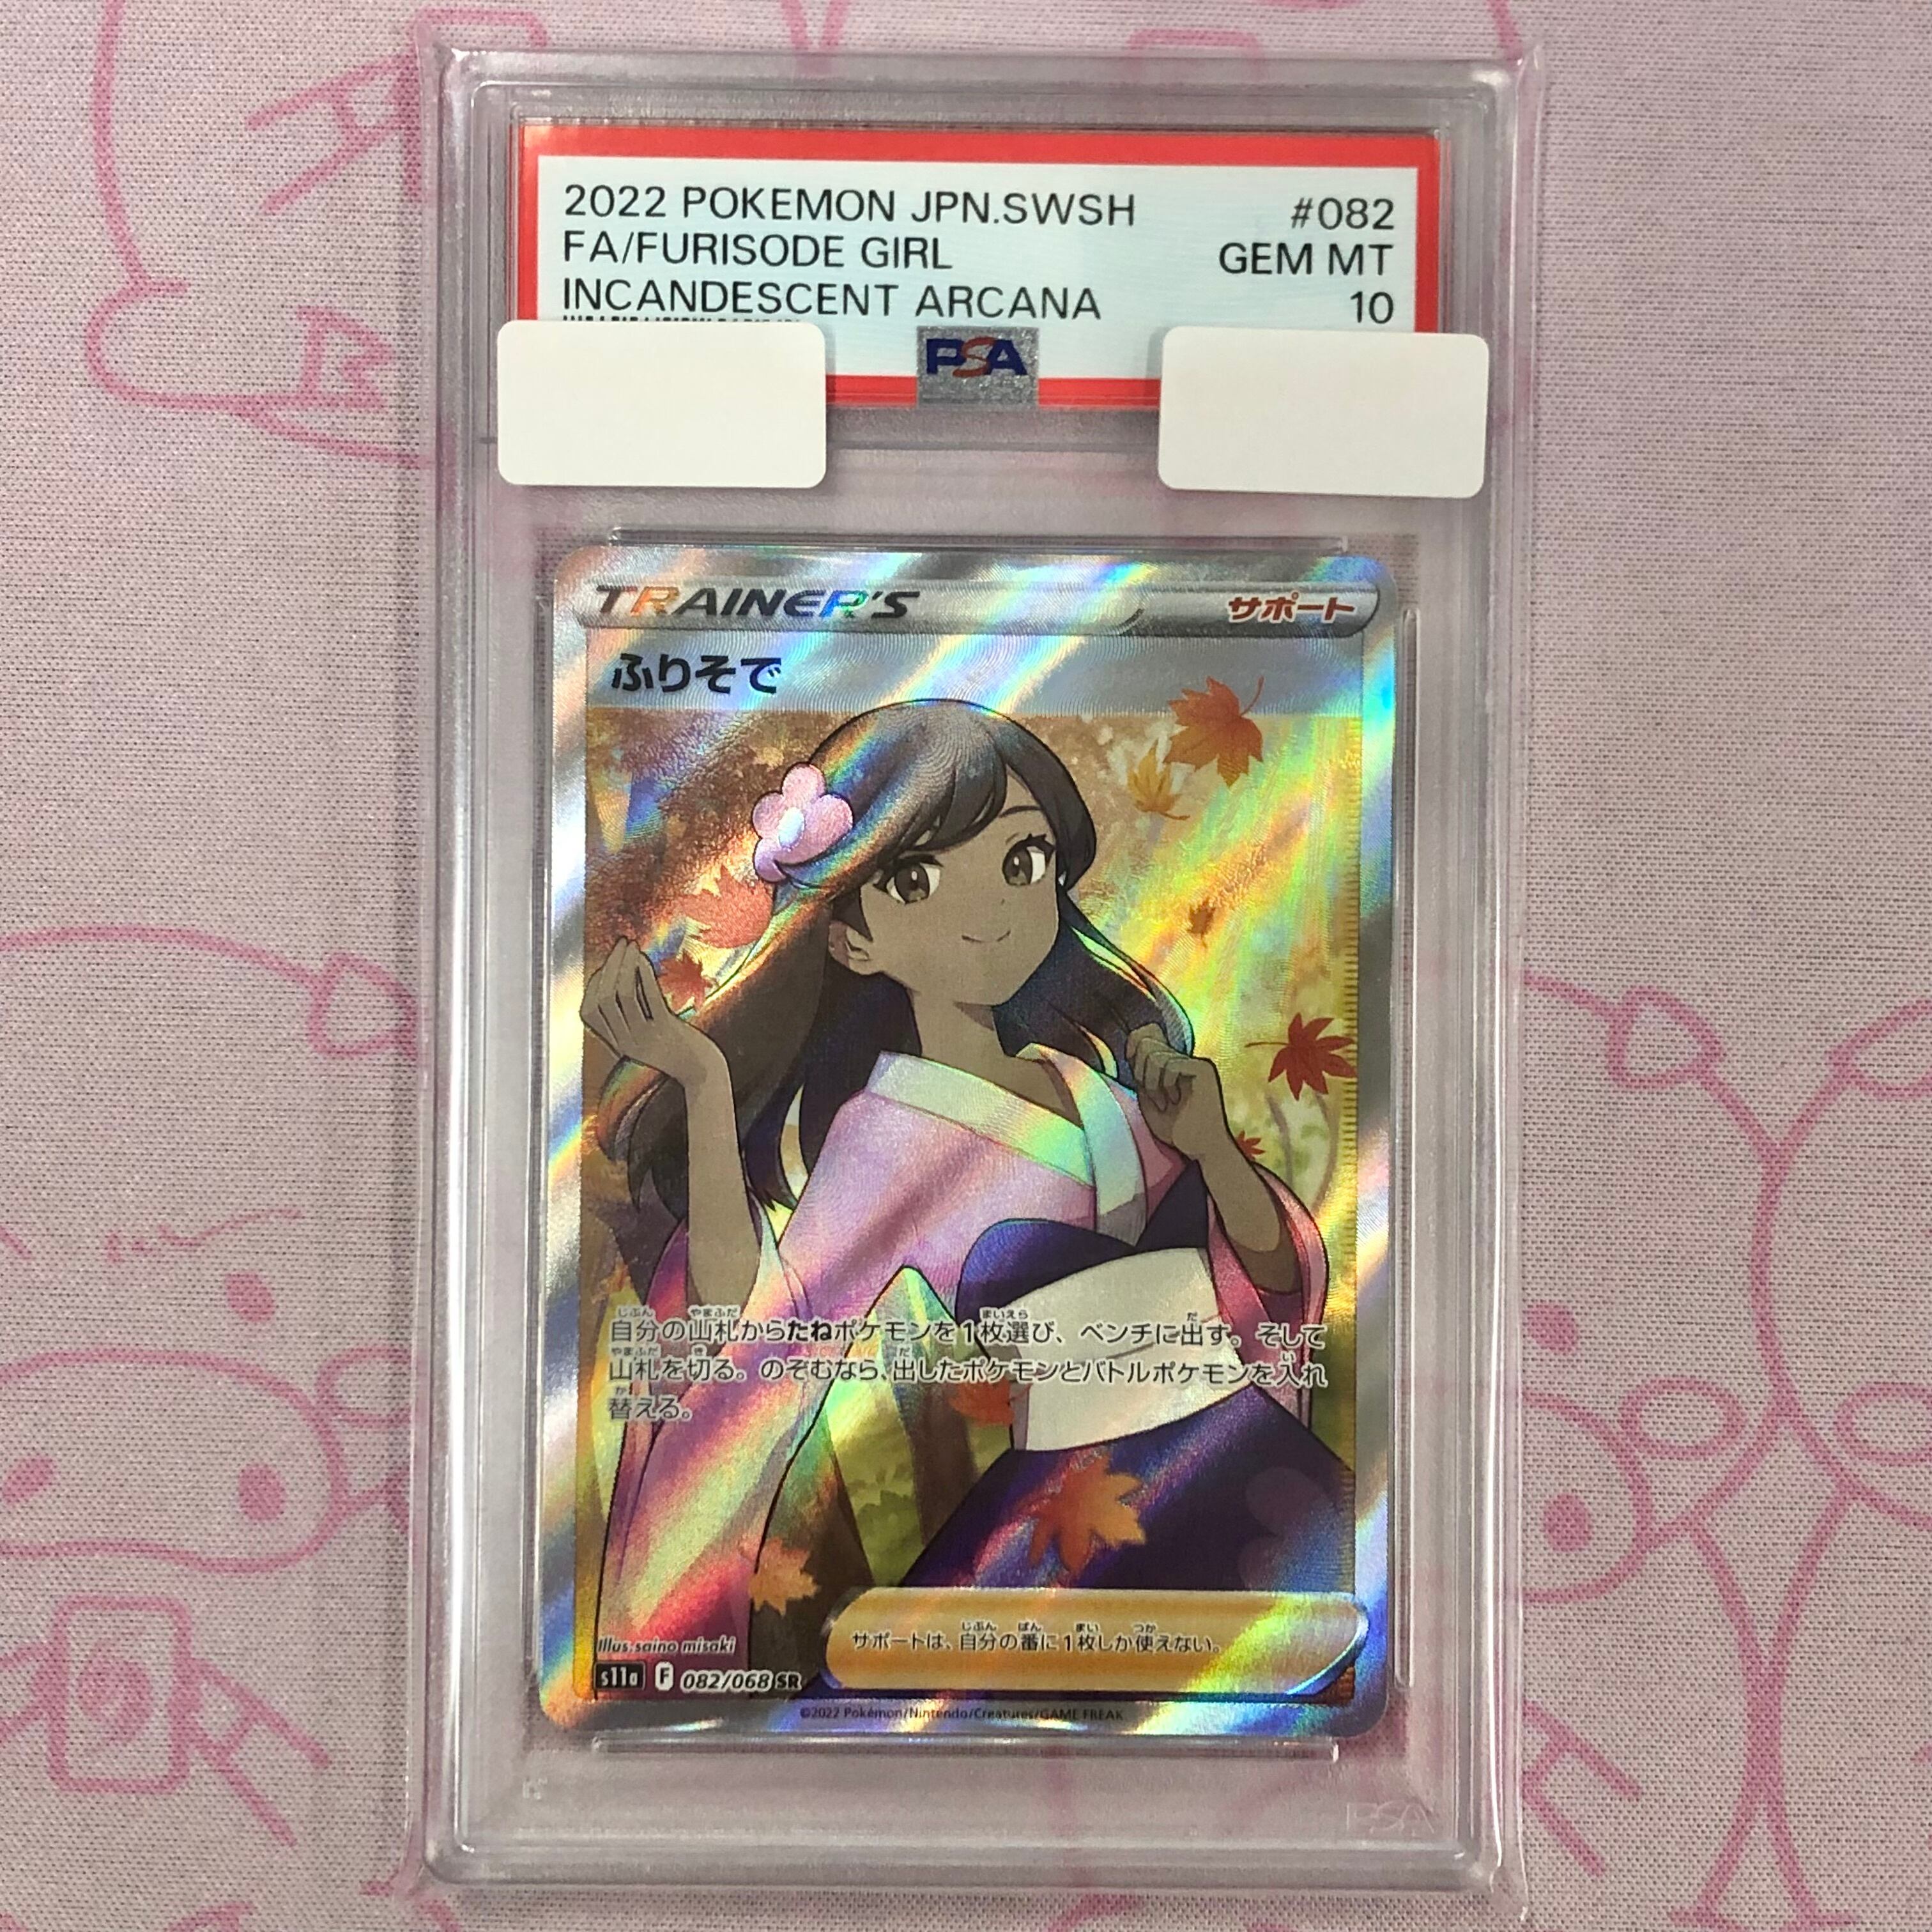 2022 POKEMON JPN.SWSH #082
FA/FURISODE GIRL GEM MT
INCANDESCENT ARCANA 10
PSA
TRAINER'S サポート
ふりそで
自分の山札からたねポケモンを1枚選び、ベンチに出す。そして
山札を切る。のぞむなら、出したポケモンとバトルポケモンを入れ
替える。
サポートは、自分の番に1枚しか使えない。
Illus. saino misaki
s11a F 082/068 SR
©2022 Pokémon/Nintendo/Creatures/GAME FREAK
PSA